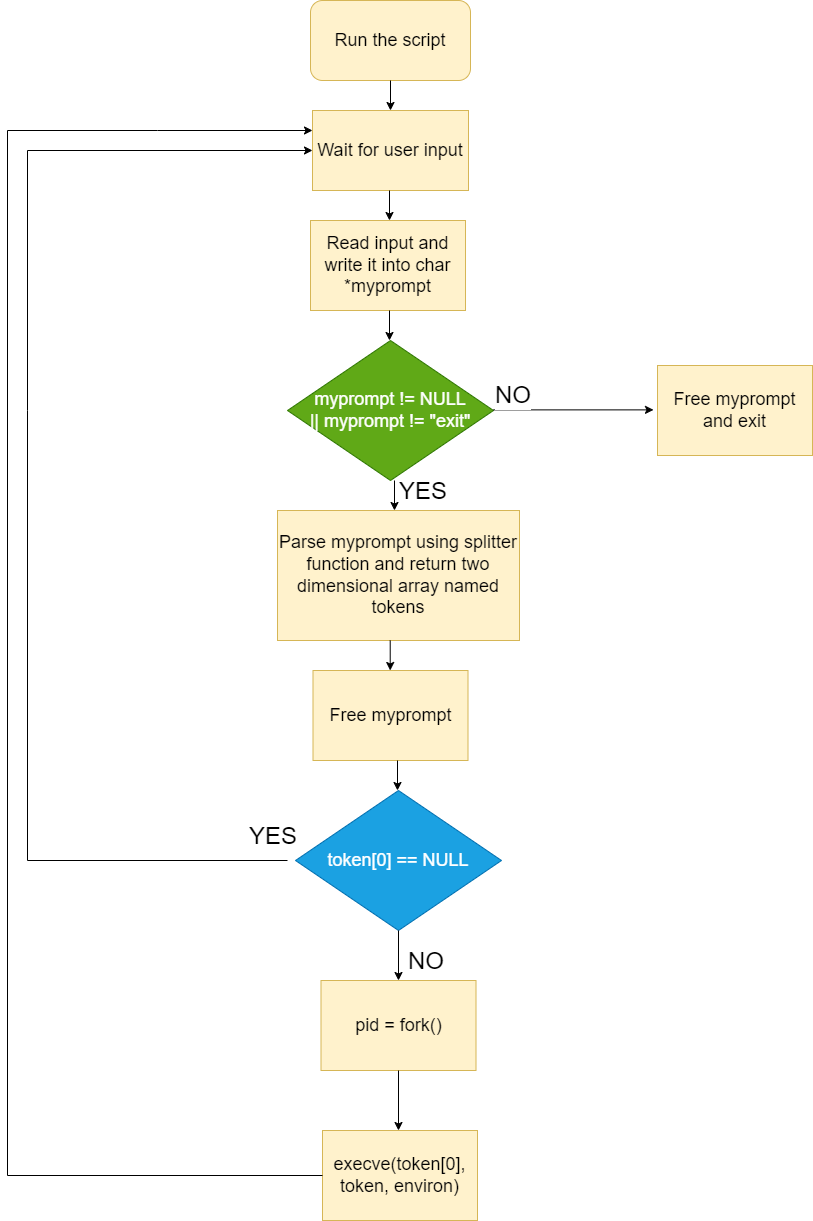 Run the script
Wait for user input
Read input and
write it into char
*myprompt
myprompt != NULL
|| myprompt != "exit"
NO
Free myprompt
and exit
YES
Parse myprompt using splitter
function and return two
dimensional array named
tokens
Free myprompt
YES
token[0] == NULL
NO
pid = fork()
execve(token[0],
token, environ)